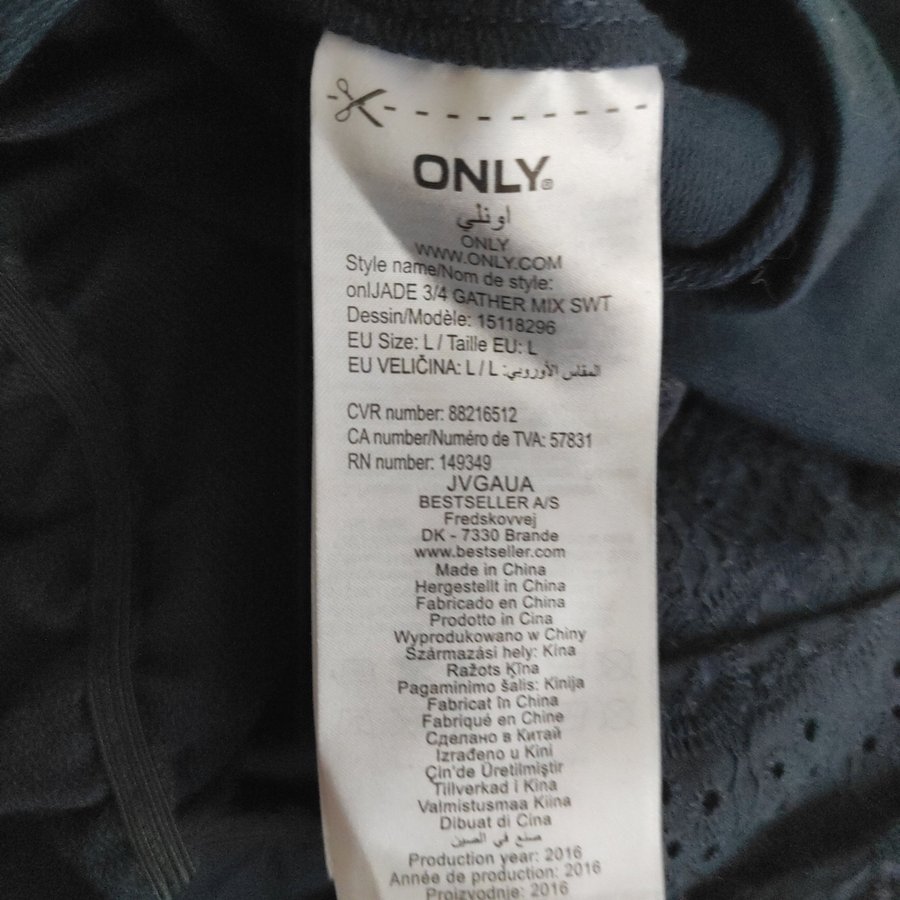 ONLY®
اونلي
ONLY
WWW.ONLY.COM
Style name/Nom de style:
onlJADE 3/4 GATHER MIX SWT
Dessin/Modèle: 15118296
EU Size: L / Taille EU: L
EU VELIČINA: L / L :المقاس الأوروبي
CVR number: 88216512
CA number/Numéro de TVA: 57831
RN number: 149349
JVGAUA
BESTSELLER A/S
Fredskovvej
DK - 7330 Brande
www.bestseller.com
Made in China
Hergestellt in China
Fabricado en China
Prodotto in Cina
Wyprodukowano w Chiny
Származási hely: Kína
Ražots Ķīna
Pagaminimo šalis: Kinija
Fabricat în China
Fabriqué en Chine
Сделано в Китай
Izrađeno u Kini
Çin'de Üretilmiştir
Tillverkad i Kina
Valmistusmaa Kiina
Dibuat di Cina
صنع في الصين
Production year: 2016
Année de production: 2016
Proizvodnje: 2016